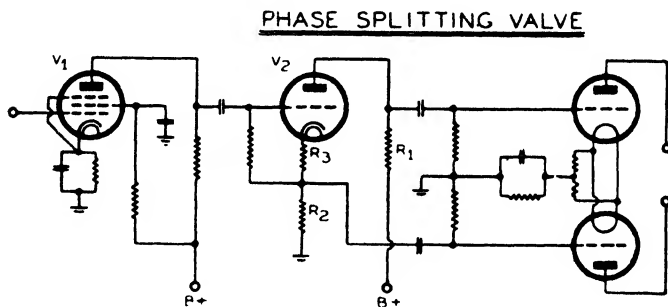 PHASE SPLITTING VALVE
V1
V2
R3
R1
R2
B+
B+